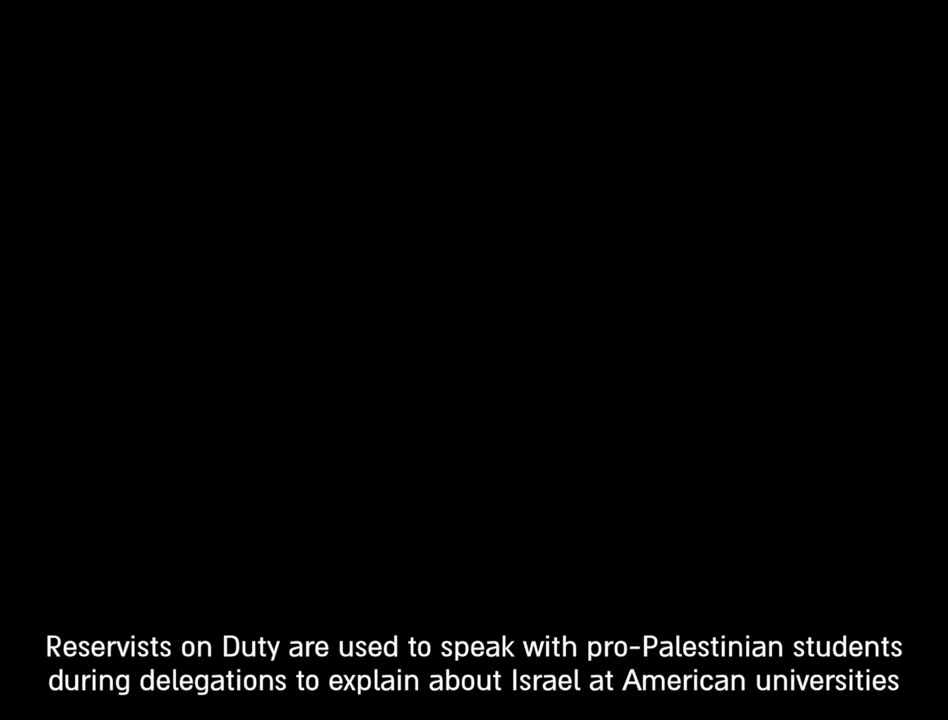 Reservists on Duty are used to speak with pro-Palestinian students
during delegations to explain about Israel at American universities